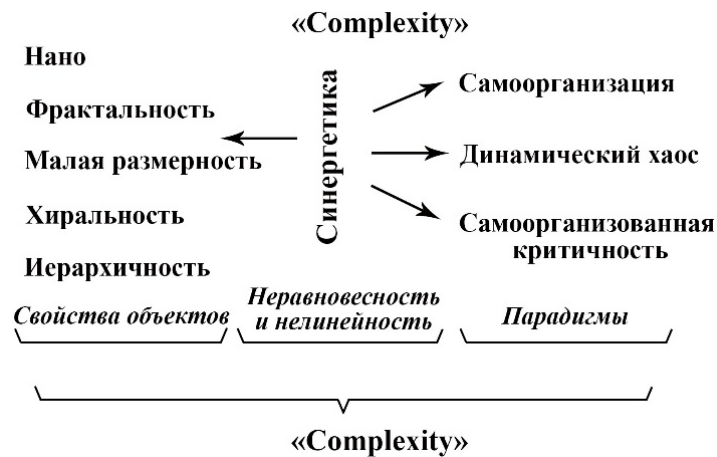 «Complexity»
Нано
Фрактальность
Малая размерность
Хиральность
Иерархичность
Синергетика
Самоорганизация
Динамический хаос
Самоорганизованная
критичность
Свойства объектов
Неравновесность
и нелинейность
Парадигмы
«Complexity»